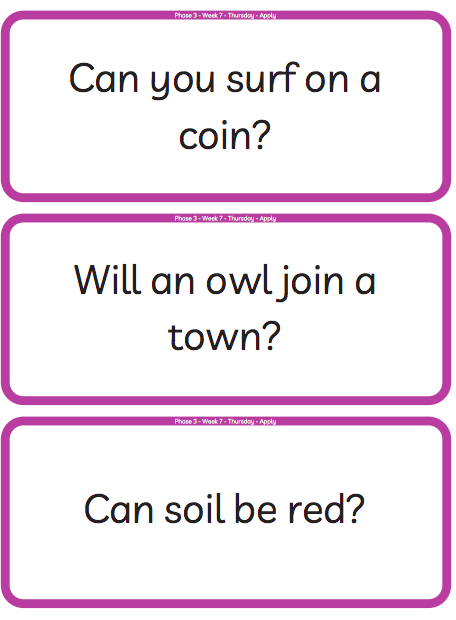 Phase 3 - Week 7 - Thursday - Apply
Can you surf on a
coin?
Phase 3 - Week 7 - Thursday - Apply
Will an owl join a
town?
Phase 3 - Week 7 - Thursday - Apply
Can soil be red?